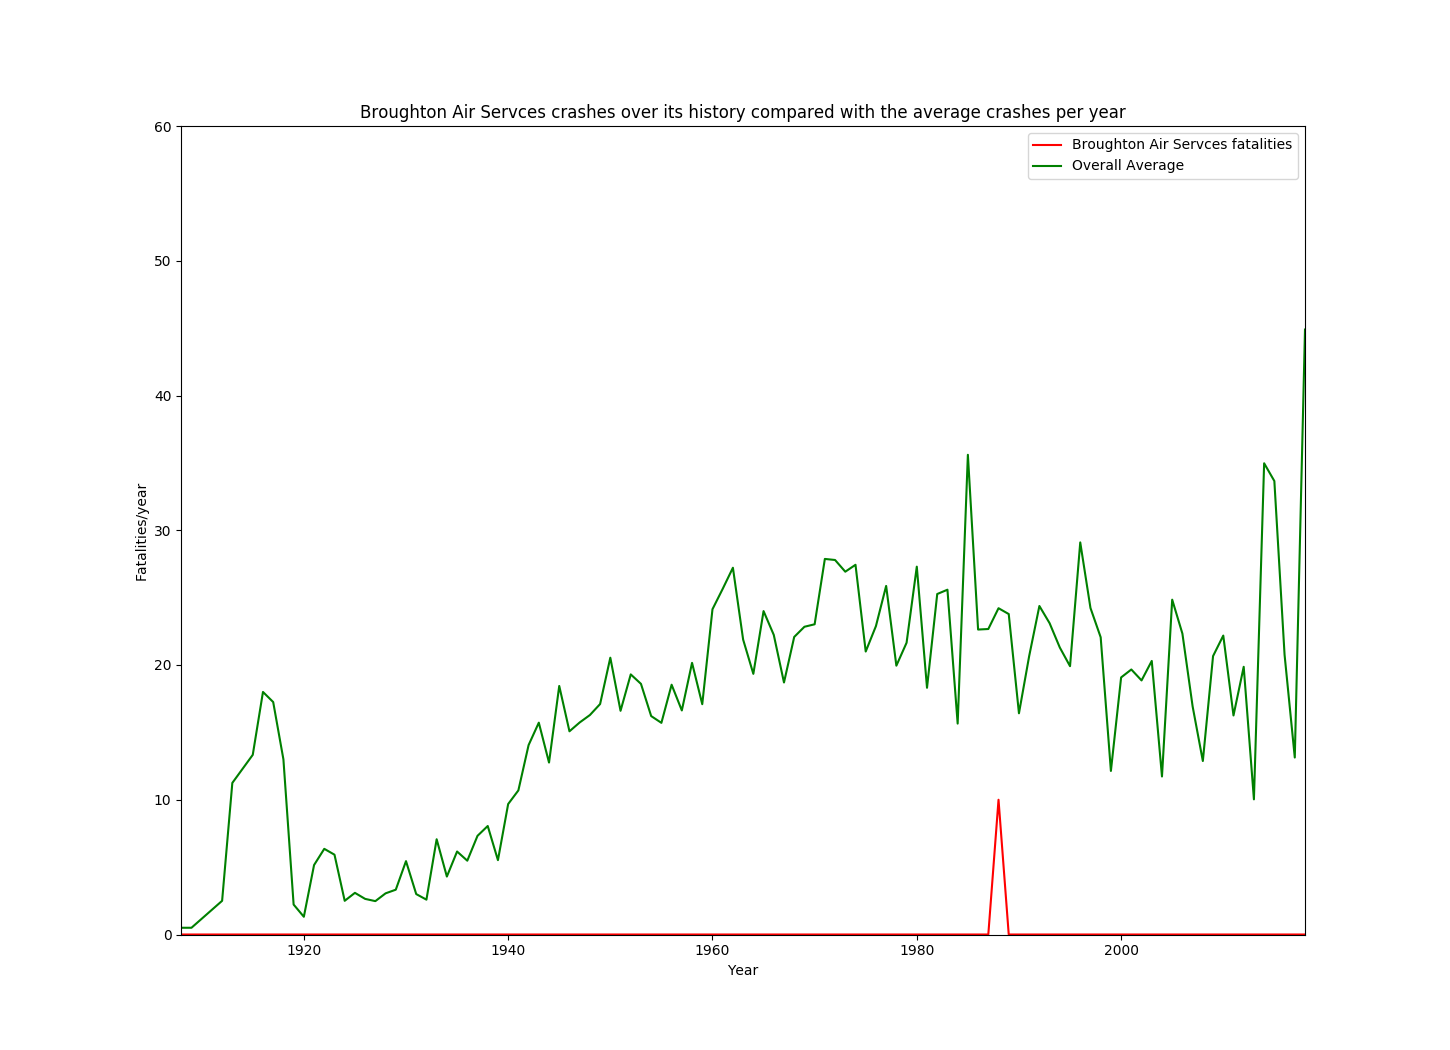 Broughton Air Servces crashes over its history compared with the average crashes per year
60
Broughton Air Servces fatalities
Overall Average
50
40
30
Fatalities/year
20
10
0
1920 1940 1960 1980 2000
Year